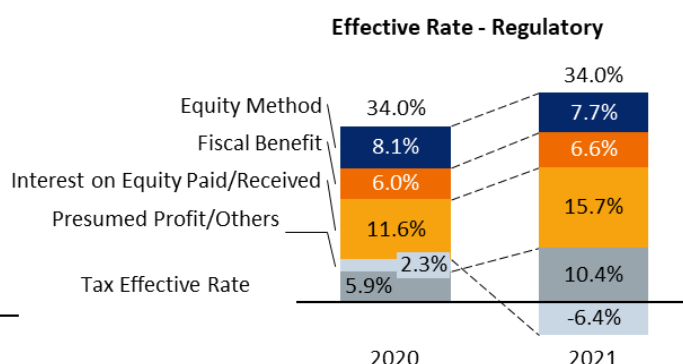 Effective Rate - Regulatory
34.0%
34.0%
Equity Method
8.1%
7.7%
Fiscal Benefit
6.0%
6.6%
Interest on Equity Paid/Received
11.6%
15.7%
Presumed Profit/Others
2.3%
Tax Effective Rate
5.9%
10.4%
-6.4%
2020
2021